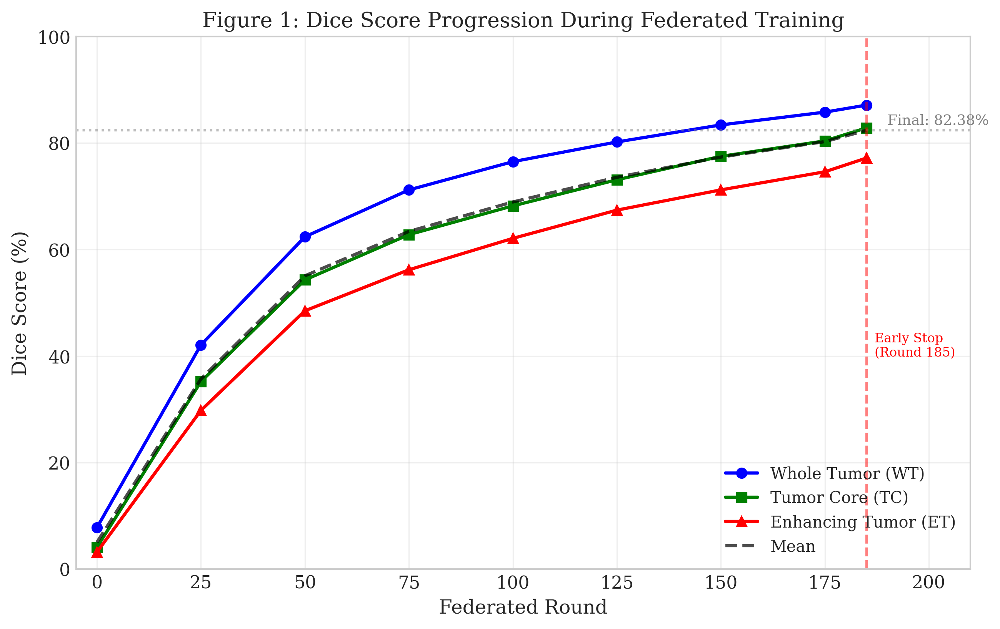 Figure 1: Dice Score Progression During Federated Training
Dice Score (%)
100
80
60
40
20
0
Final: 82.38%
Early Stop
(Round 185)
Whole Tumor (WT)
Tumor Core (TC)
Enhancing Tumor (ET)
Mean
0 25 50 75 100 125 150 175 200
Federated Round